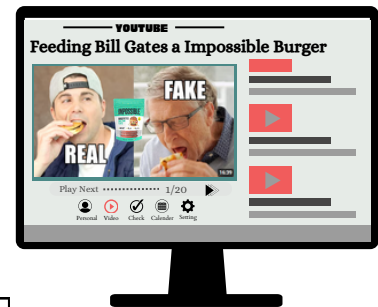 YOUTUBE
Feeding Bill Gates a Impossible Burger
FAKE
IMPOSSIBLE
REAL
16:39
Play Next 1/20
Personal Video Check Calender Setting